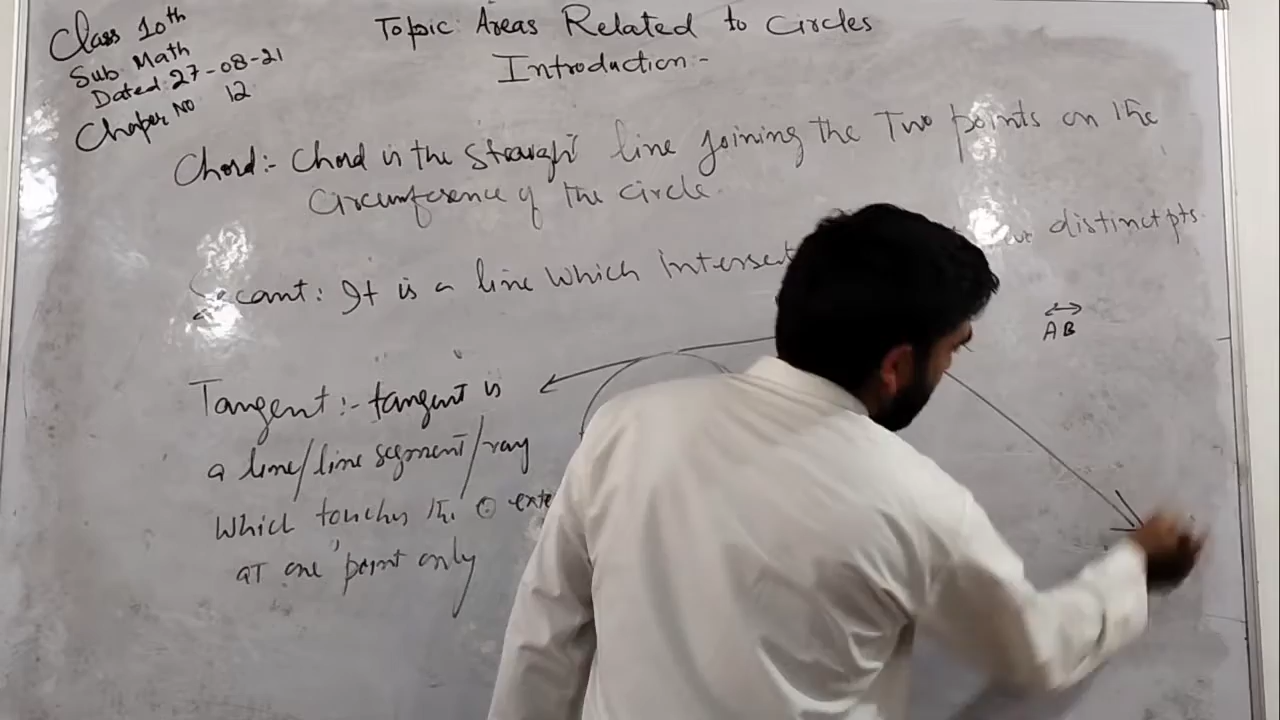 Class 10th
Sub Math
Dated 27-08-21
Chaper No 12
Topic: Areas Related to Circles
Introduction:-
Chord:- Chord is the straight line joining the Two points on the
Circumference of the circle.
Secant: It is a line which intersect distinct pts.
AB
Tangent:- tangent is
a line/line segment/ray
which touches the ⊙
at one point only